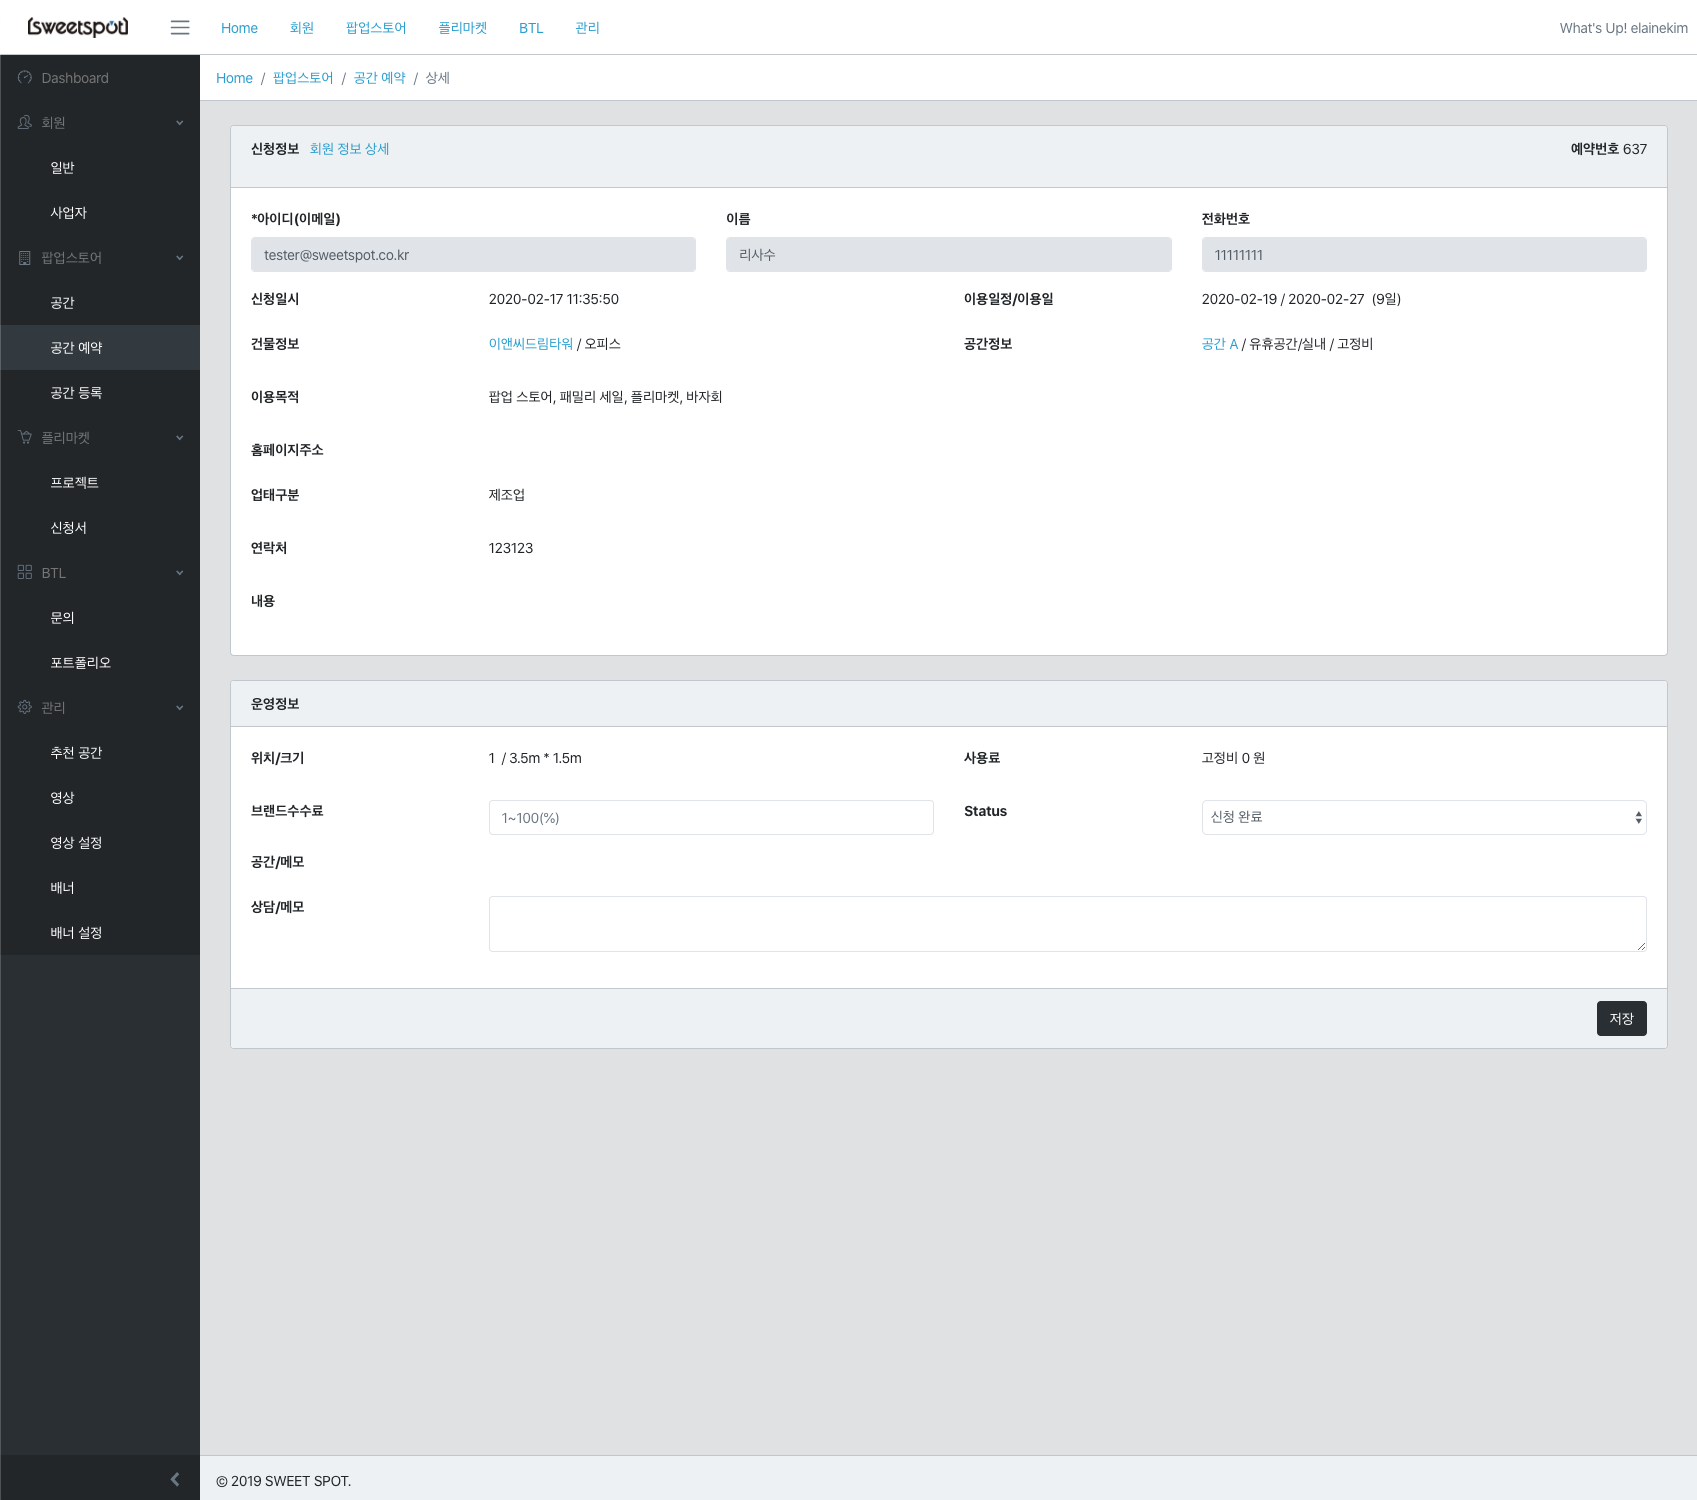 (sweetspot)
Home 회원 팝업스토어 플리마켓 BTL 관리
What's Up! elainekim
Dashboard
회원
일반
사업자
팝업스토어
공간
공간 예약
공간 등록
플리마켓
프로젝트
신청서
BTL
문의
포트폴리오
관리
추천 공간
영상
영상 설정
배너
배너 설정
Home / 팝업스토어 / 공간 예약 / 상세
신청정보 회원 정보 상세
예약번호 637
*아이디(이메일) 이름 전화번호
tester@sweetspot.co.kr 리사수 11111111
신청일시 2020-02-17 11:35:50 이용일정/이용일 2020-02-19 / 2020-02-27 (9일)
건물정보 이앤씨드림타워 / 오피스 공간정보 공간 A / 유휴공간/실내 / 고정비
이용목적 팝업 스토어, 패밀리 세일, 플리마켓, 바자회
홈페이지주소
업태구분 제조업
연락처 123123
내용
운영정보
위치/크기 1 / 3.5m * 1.5m 사용료 고정비 0 원
브랜드수수료 1~100(%) Status 신청 완료
공간/메모
상담/메모
저장
© 2019 SWEET SPOT.